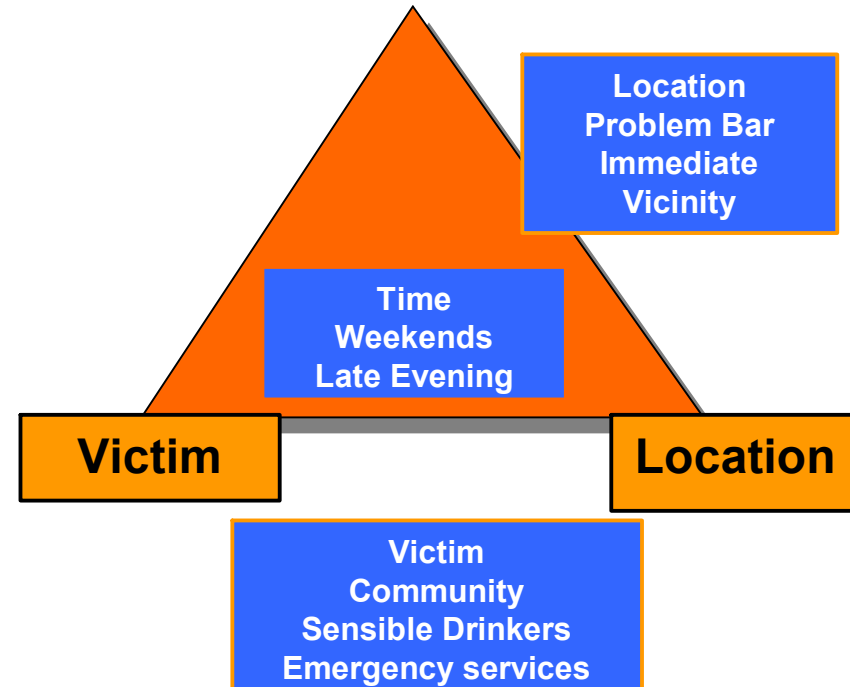 Location
Problem Bar
Immediate
Vicinity
Time
Weekends
Late Evening
Victim
Location
Victim
Community
Sensible Drinkers
Emergency services